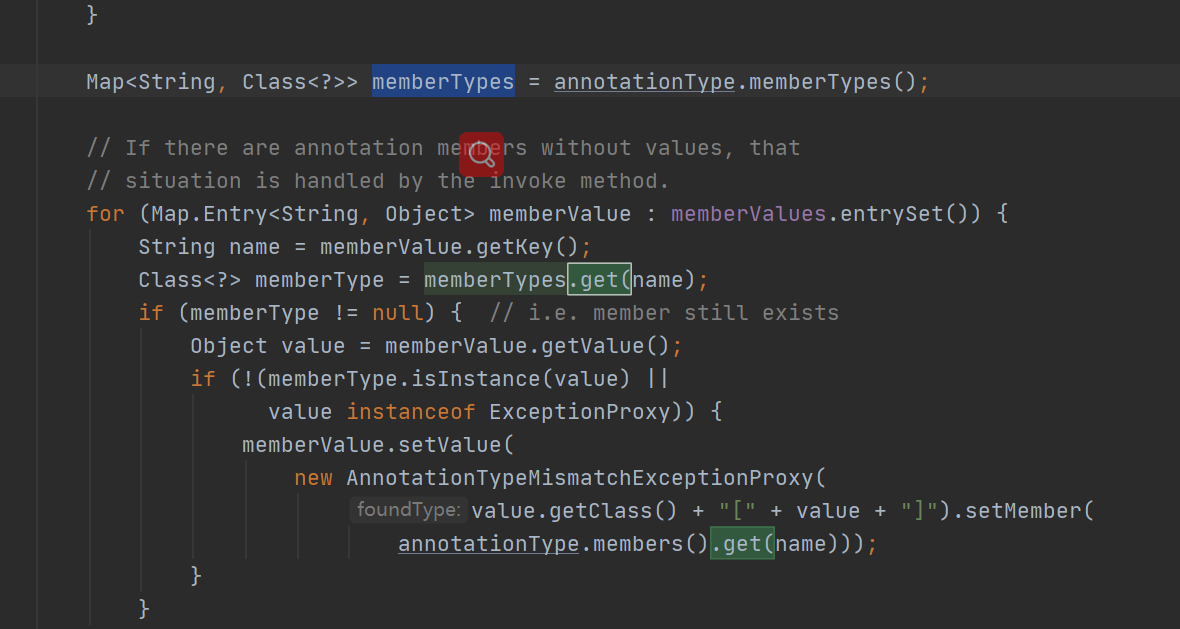 }
Map<String, Class<?>> memberTypes = annotationType.memberTypes();
// If there are annotation members without values, that
// situation is handled by the invoke method.
for (Map.Entry<String, Object> memberValue : memberValues.entrySet()) {
String name = memberValue.getKey();
Class<?> memberType = memberTypes.get(name);
if (memberType != null) {  // i.e. member still exists
Object value = memberValue.getValue();
if (!(memberType.isInstance(value) ||
value instanceof ExceptionProxy)) {
memberValue.setValue(
new AnnotationTypeMismatchExceptionProxy(
foundType: value.getClass() + "[" + value + "]").setMember(
annotationType.members().get(name)));
}
}